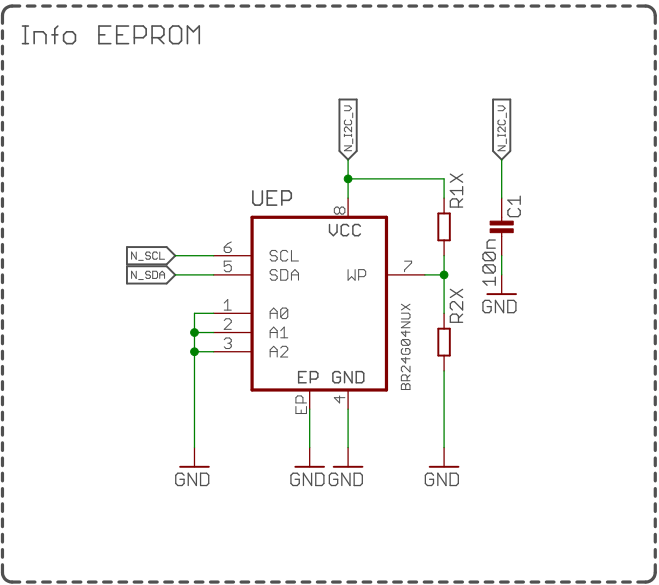 Info EEPROM
N_I2C_V
N_I2C_V
R1X
C1
100n
GND
UEP
8
VCC
N_SCL
6
SCL
N_SDA
5
SDA
WP
7
1
A0
2
A1
3
A2
R2X
BR24G04NUX
EP
GND
EP
4
GND
GND
GND
GND